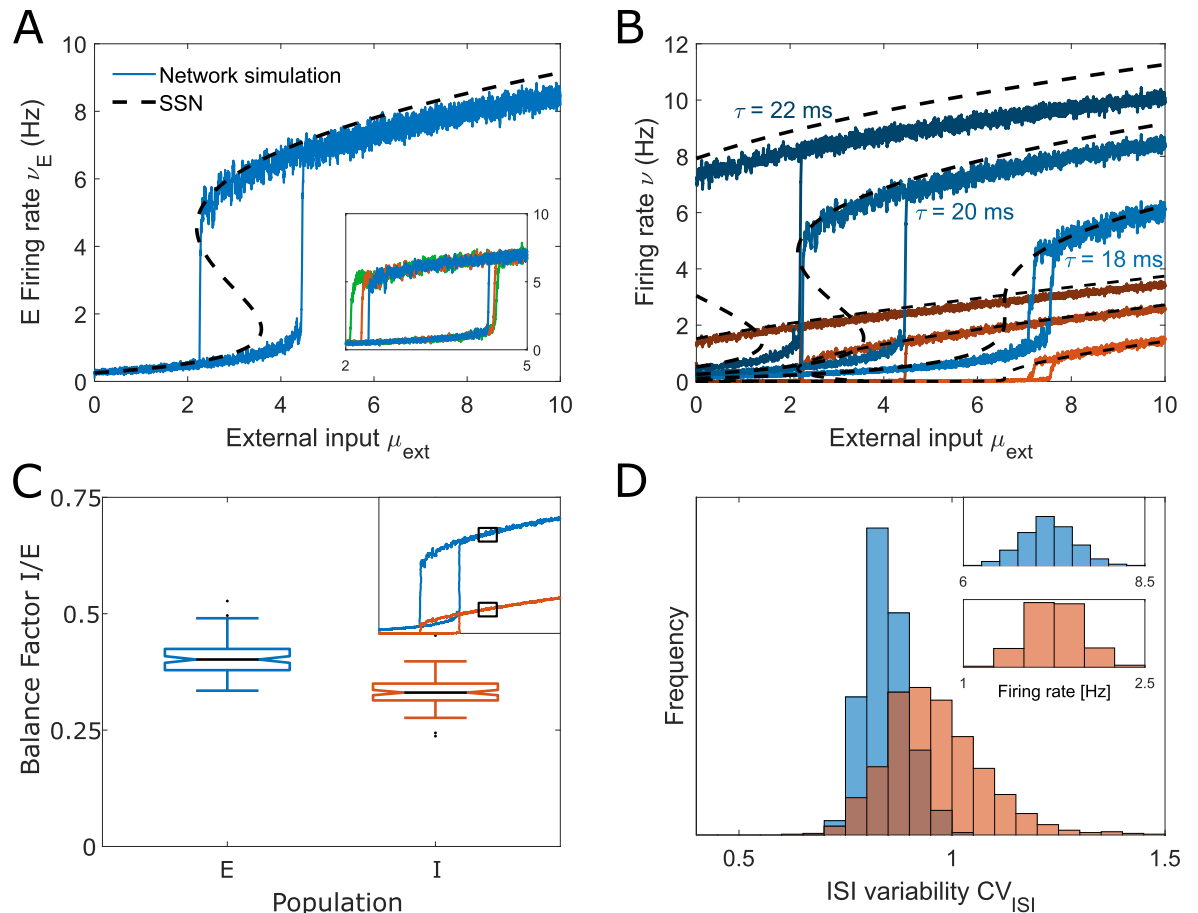 A
E Firing rate ν_E (Hz)
10
8
6
4
2
0
Network simulation
SSN
10
5
0
2
5
0
2
4
6
8
10
External input μ_ext
B
Firing rate ν (Hz)
12
10
8
6
4
2
0
τ = 22 ms
τ = 20 ms
τ = 18 ms
0
2
4
6
8
10
External input μ_ext
C
Balance Factor I/E
0.75
0.5
0.25
0
E
I
Population
D
Frequency
6
8.5
1
2.5
Firing rate [Hz]
0.5
1
1.5
ISI variability CV_ISI